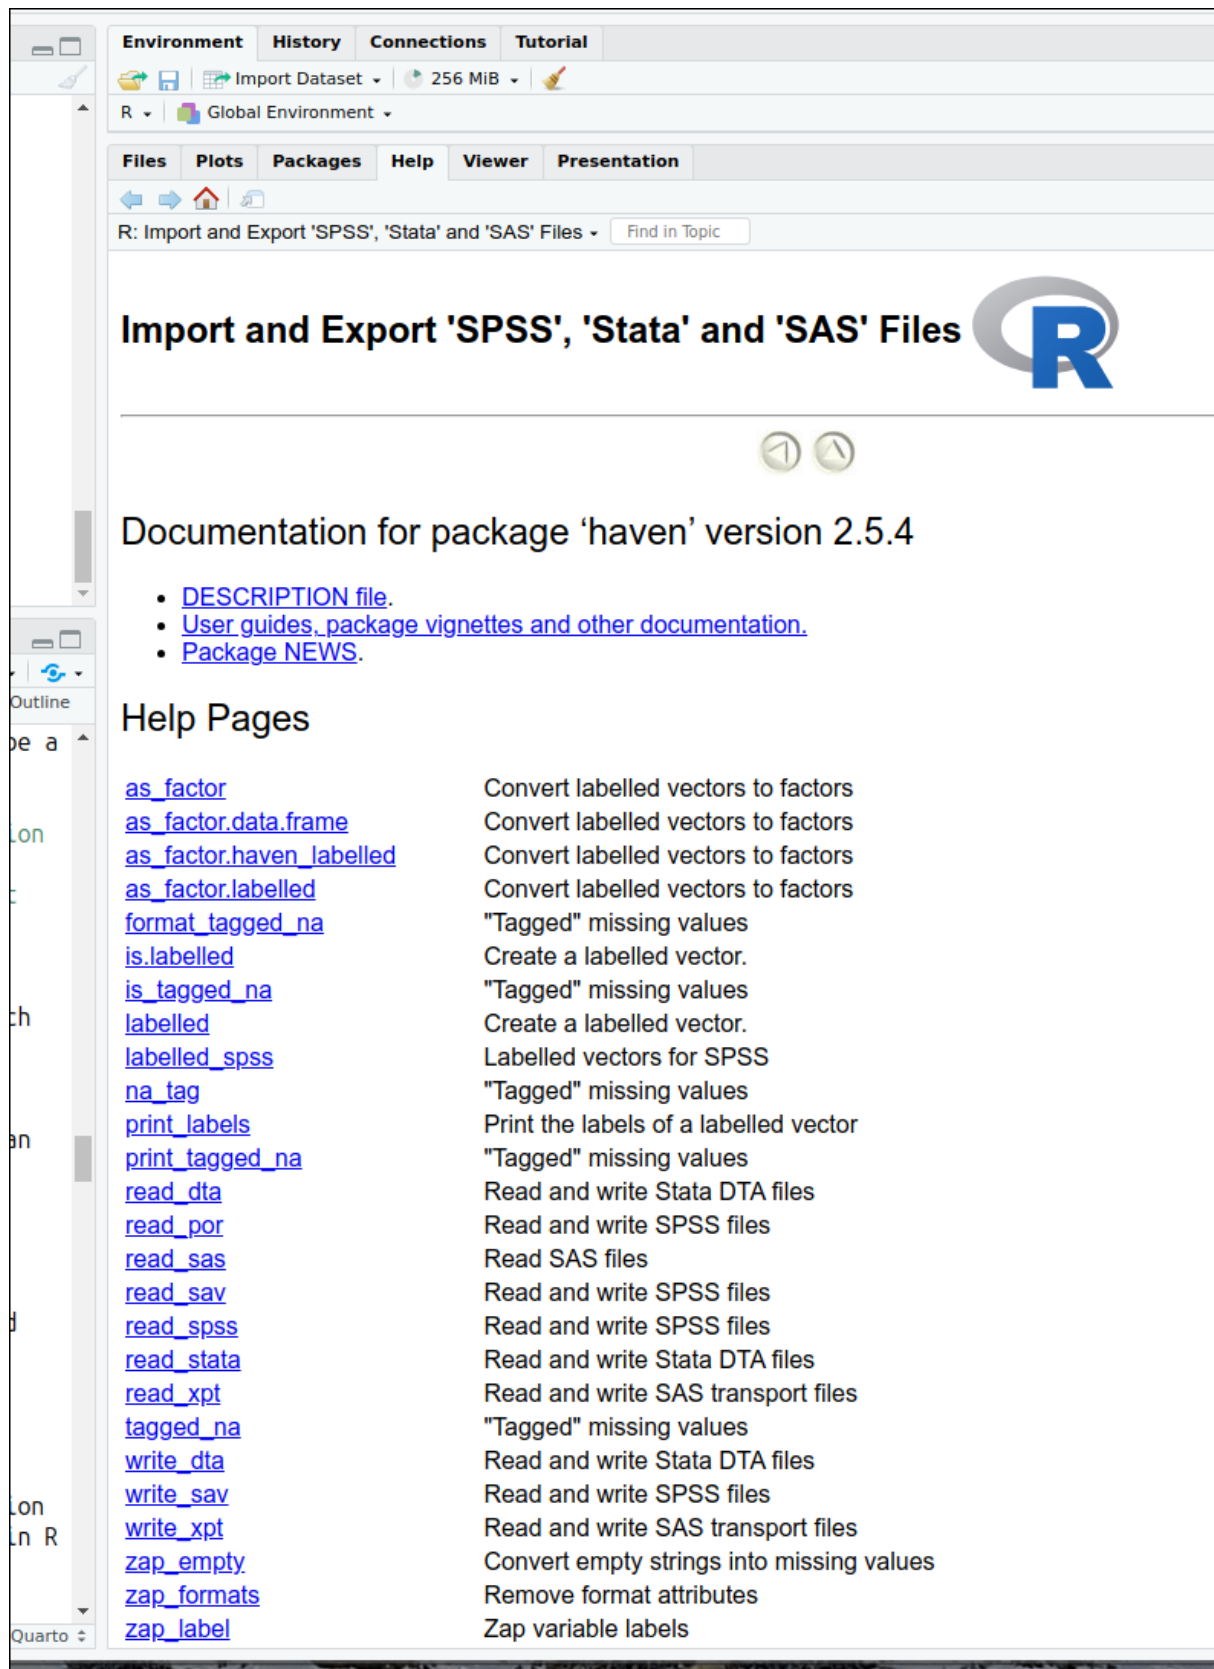 Environment History Connections Tutorial
Import Dataset 256 MiB
R Global Environment
Files Plots Packages Help Viewer Presentation
R: Import and Export 'SPSS', 'Stata' and 'SAS' Files Find in Topic
Import and Export 'SPSS', 'Stata' and 'SAS' Files R
Documentation for package ‘haven’ version 2.5.4
DESCRIPTION file.
User guides, package vignettes and other documentation.
Package NEWS.
Help Pages
as_factor Convert labelled vectors to factors
as_factor.data.frame Convert labelled vectors to factors
as_factor.haven_labelled Convert labelled vectors to factors
as_factor.labelled Convert labelled vectors to factors
format_tagged_na "Tagged" missing values
is.labelled Create a labelled vector.
is_tagged_na "Tagged" missing values
labelled Create a labelled vector.
labelled_spss Labelled vectors for SPSS
na_tag "Tagged" missing values
print_labels Print the labels of a labelled vector
print_tagged_na "Tagged" missing values
read_dta Read and write Stata DTA files
read_por Read and write SPSS files
read_sas Read SAS files
read_sav Read and write SPSS files
read_spss Read and write SPSS files
read_stata Read and write Stata DTA files
read_xpt Read and write SAS transport files
tagged_na "Tagged" missing values
write_dta Read and write Stata DTA files
write_sav Read and write SPSS files
write_xpt Read and write SAS transport files
zap_empty Convert empty strings into missing values
zap_formats Remove format attributes
zap_label Zap variable labels
Outline
a
in R
Quarto